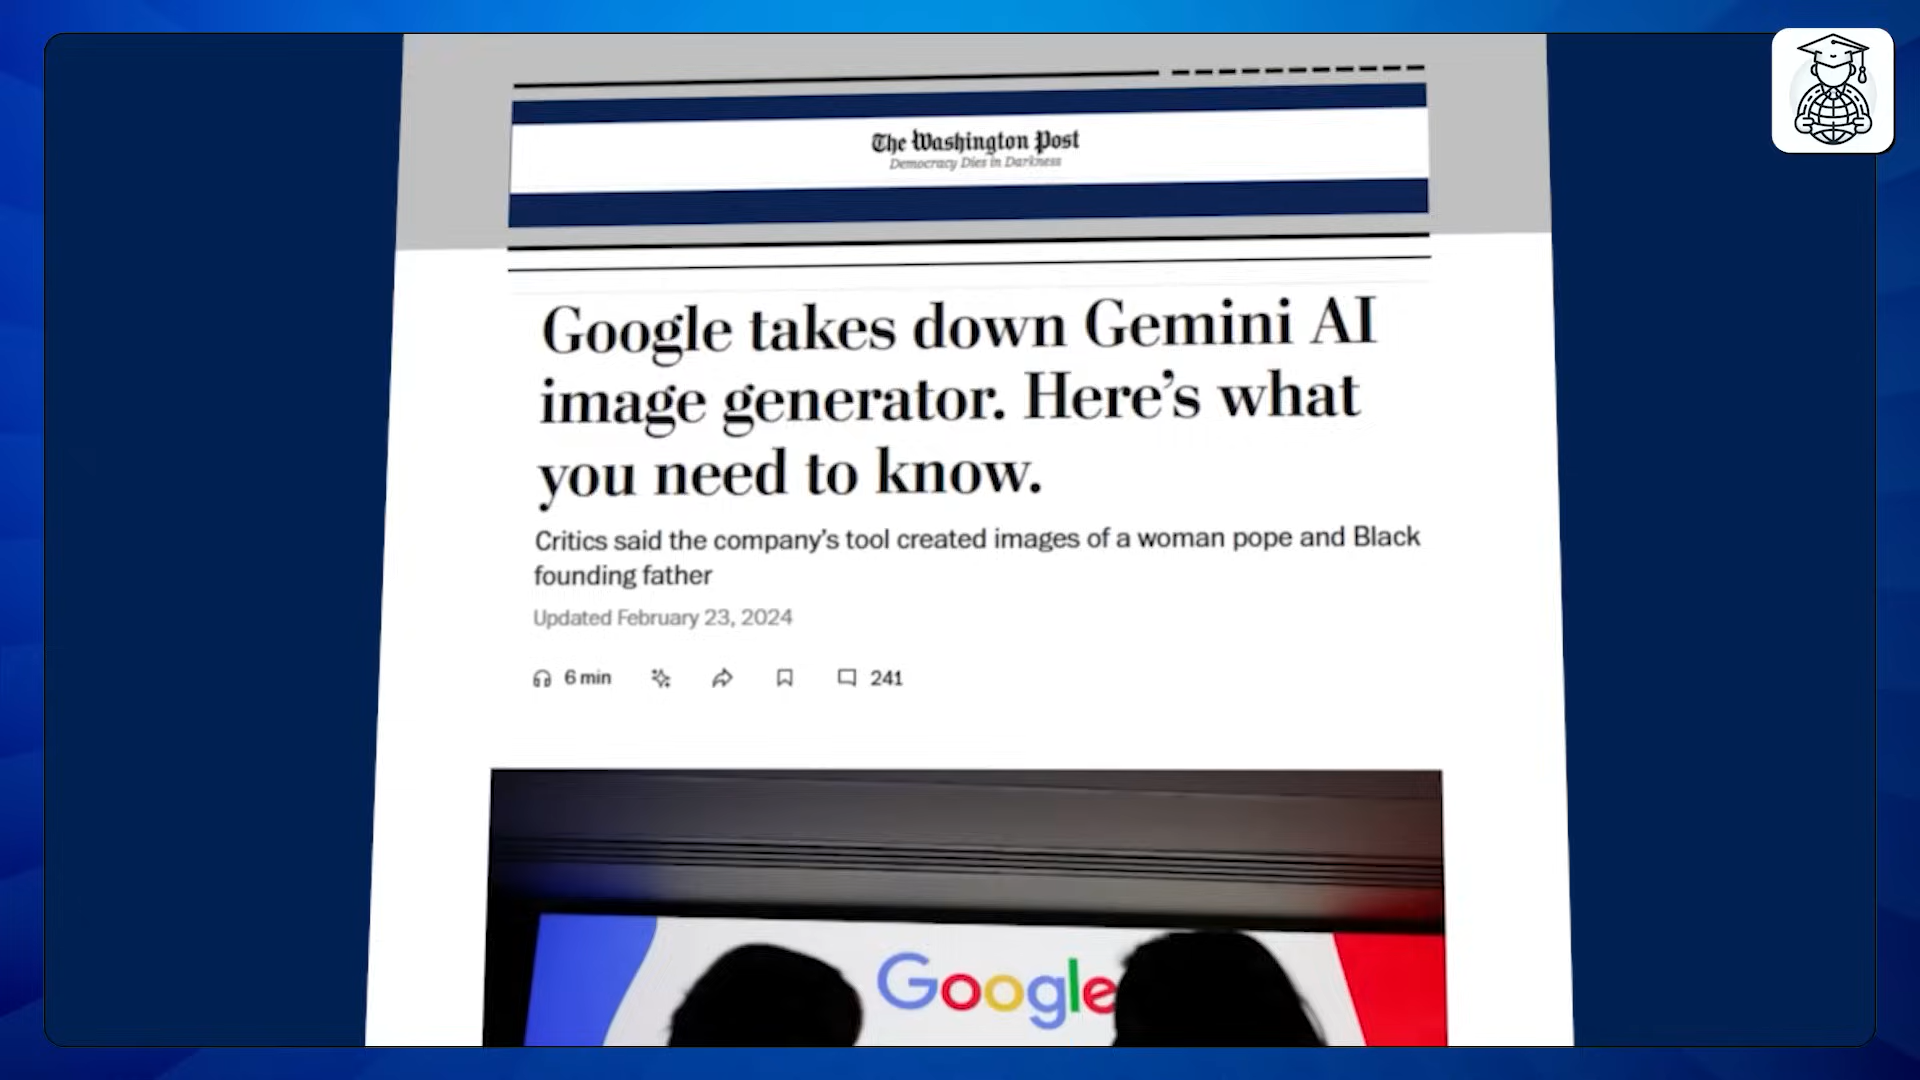 The Washington Post
Democracy Dies in Darkness
Google takes down Gemini AI
image generator. Here’s what
you need to know.
Critics said the company’s tool created images of a woman pope and Black
founding father
Updated February 23, 2024
6 min
241
Google